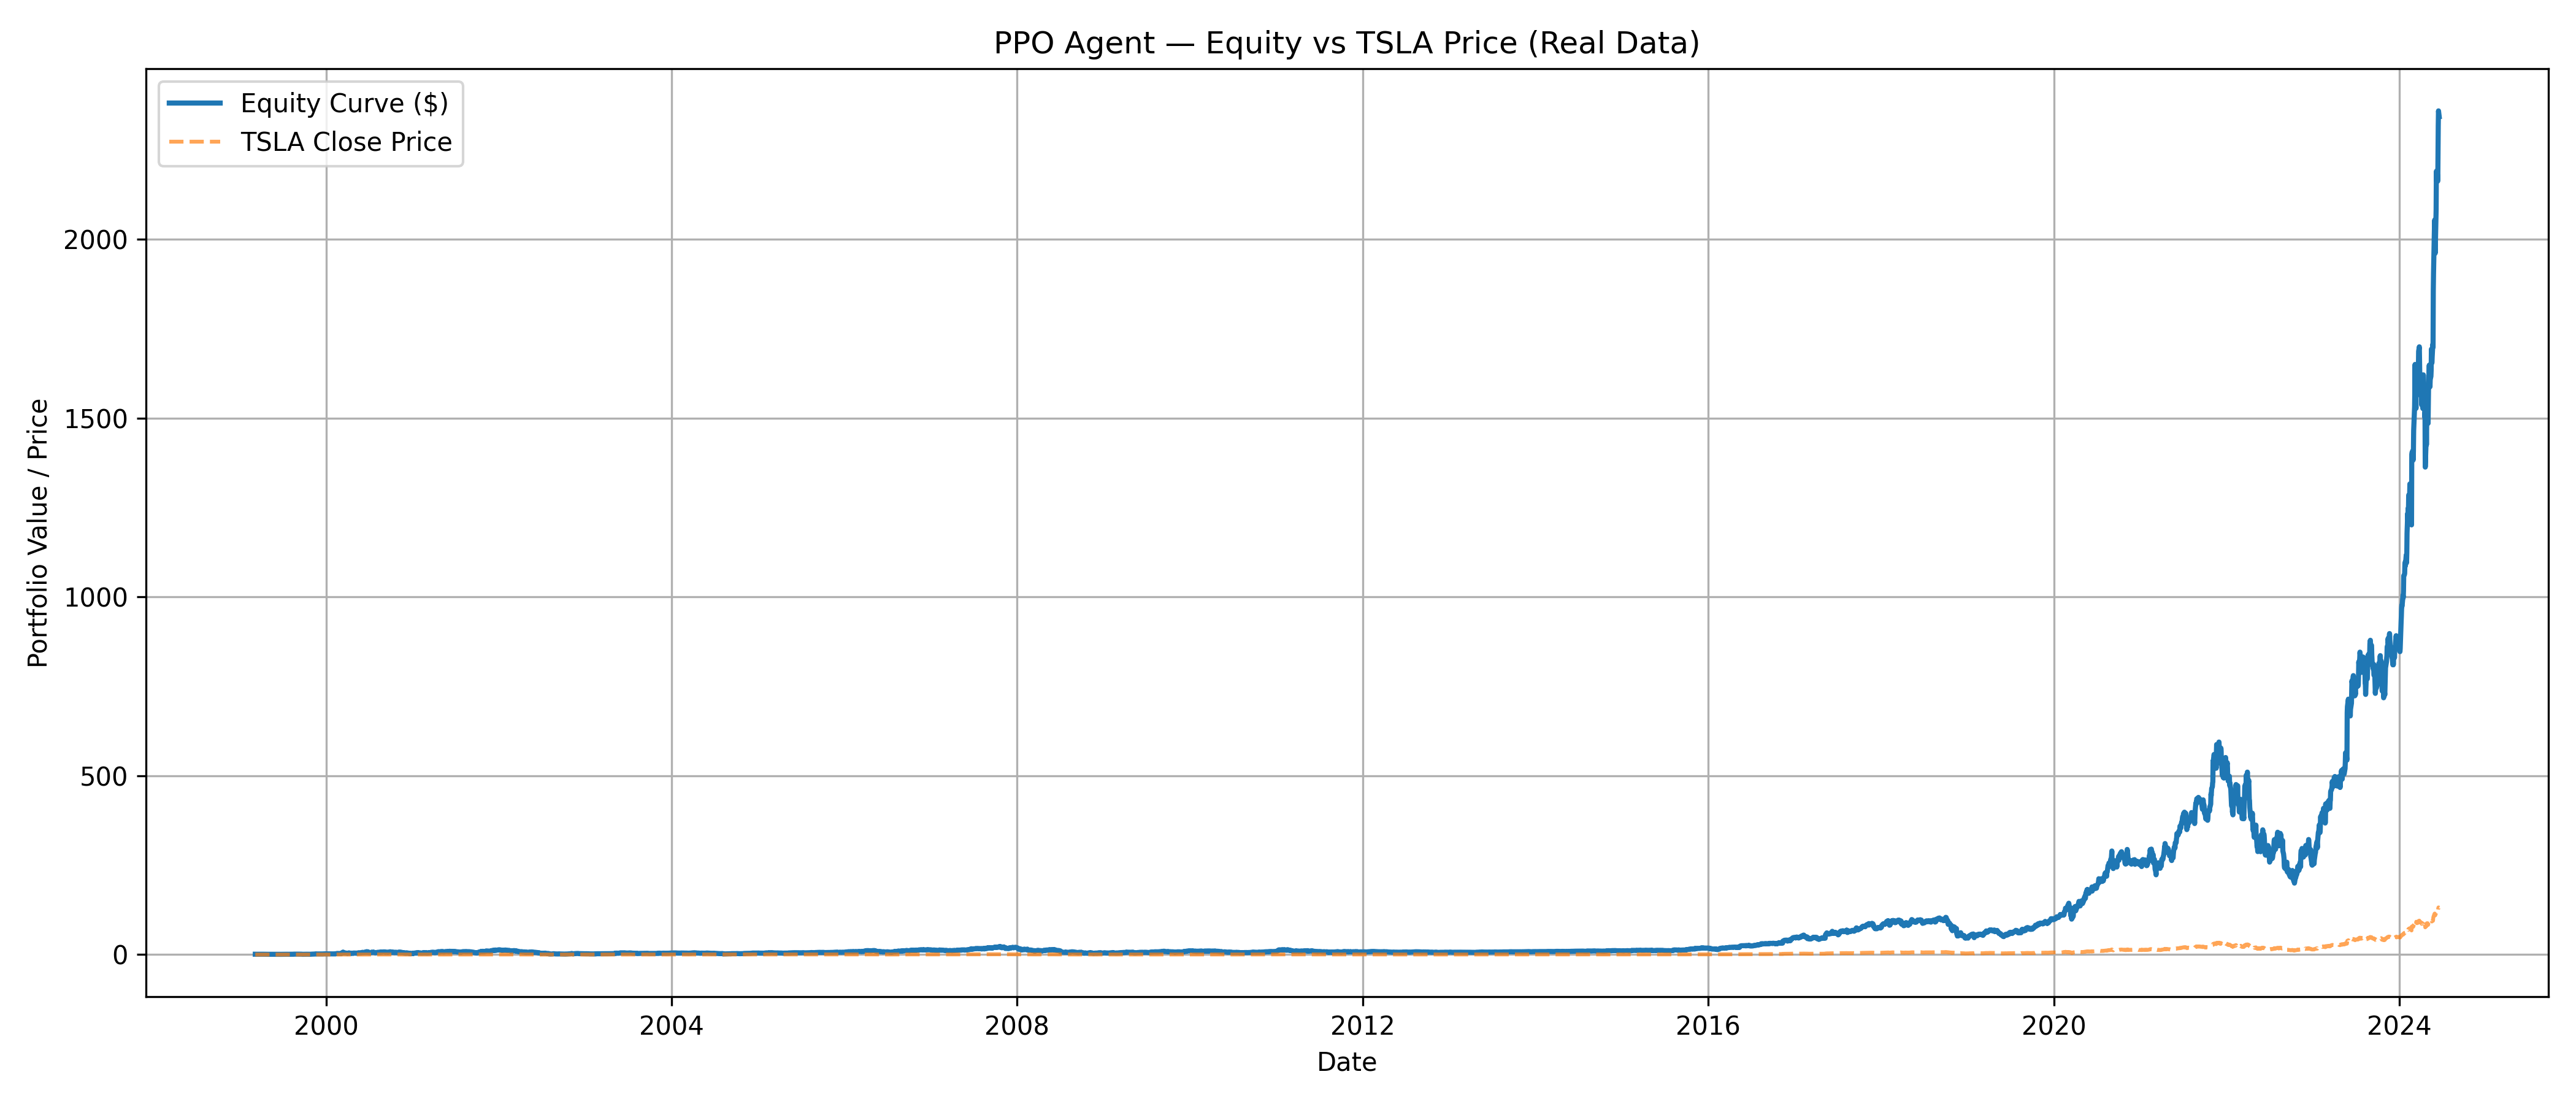 PPO Agent — Equity vs TSLA Price (Real Data)
Equity Curve ($)
TSLA Close Price
Portfolio Value / Price
2000
1500
1000
500
0
2000
2004
2008
2012
2016
2020
2024
Date